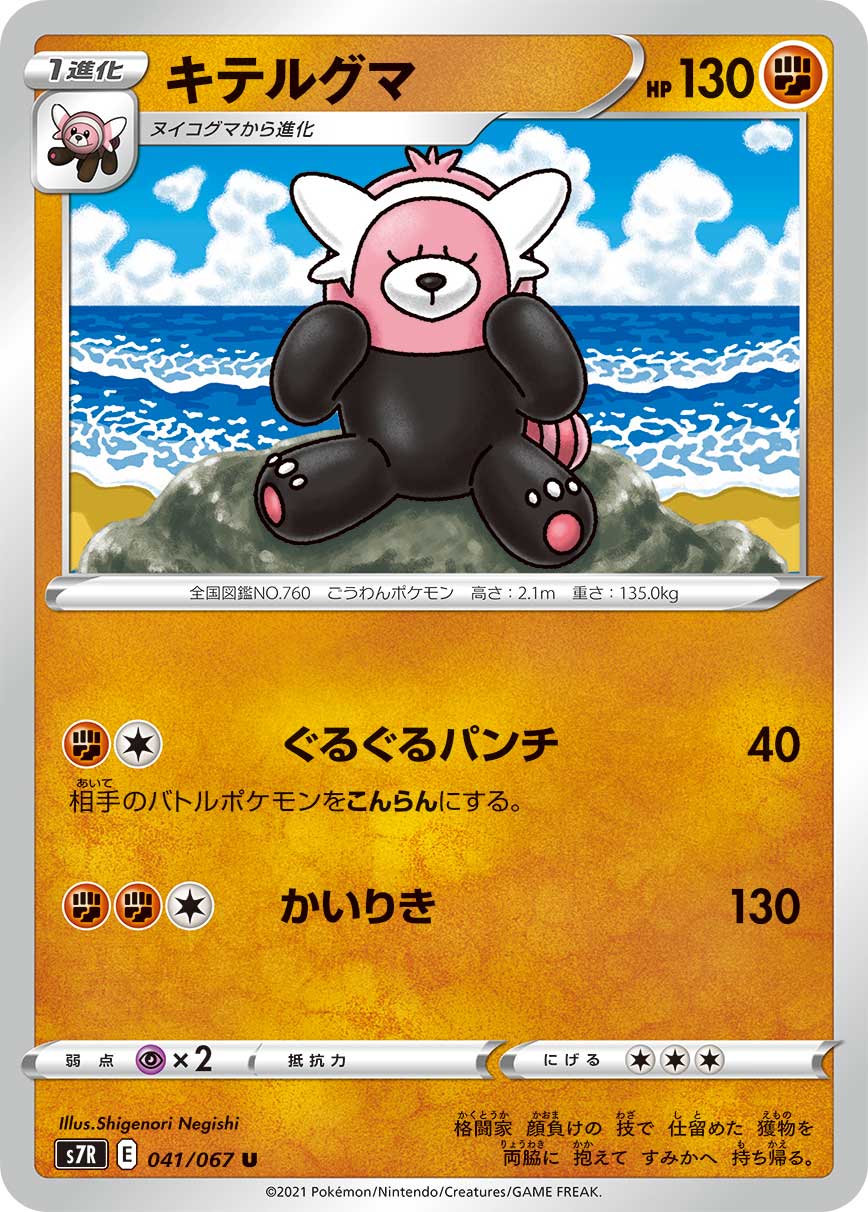 1進化
キテルグマ
HP 130
ヌイコグマから進化
全国図鑑NO.760 ごうわんポケモン 高さ:2.1m 重さ:135.0kg
ぐるぐるパンチ 40
相手のバトルポケモンをこんらんにする。
かいりき 130
弱点 ×2 抵抗力 にげる
Illus.Shigenori Negishi
格闘家 顔負けの 技で 仕留めた 獲物を
両脇に 抱えて すみかへ 持ち帰る。
s7R E 041/067 U
©2021 Pokémon/Nintendo/Creatures/GAME FREAK.